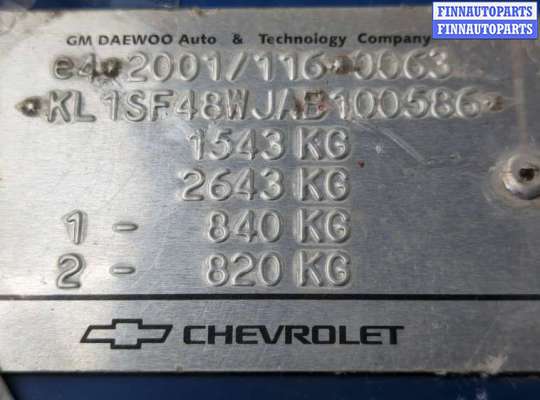 FINNAUTOPARTS
FINNAUTOPARTS
FINNAUTOPARTS
GM DAEWOO Auto & Technology Company
e4*2001/116*0063
*KL1SF48WJAB100586*
1543 KG
2643 KG
1 - 840 KG
2 - 820 KG
CHEVROLET